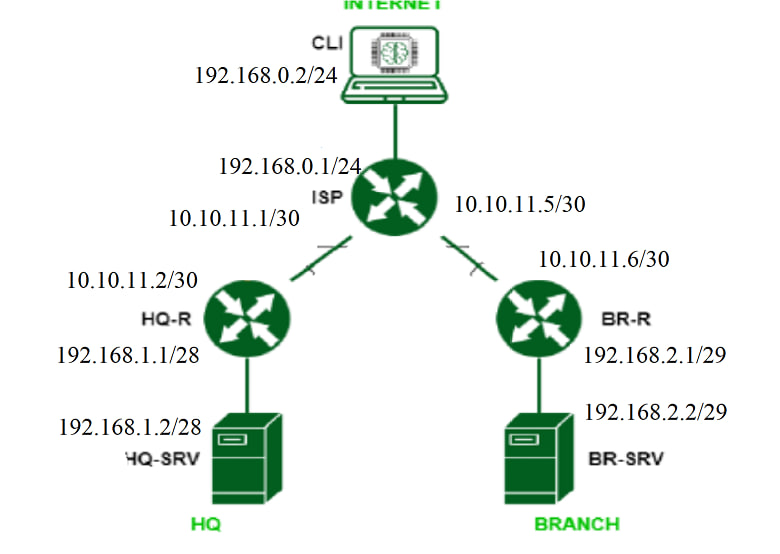 INTERNET
CLI
192.168.0.2/24
192.168.0.1/24
ISP
10.10.11.1/30
10.10.11.5/30
10.10.11.2/30
10.10.11.6/30
HQ-R
BR-R
192.168.1.1/28
192.168.2.1/29
192.168.1.2/28
192.168.2.2/29
HQ-SRV
BR-SRV
HQ
BRANCH